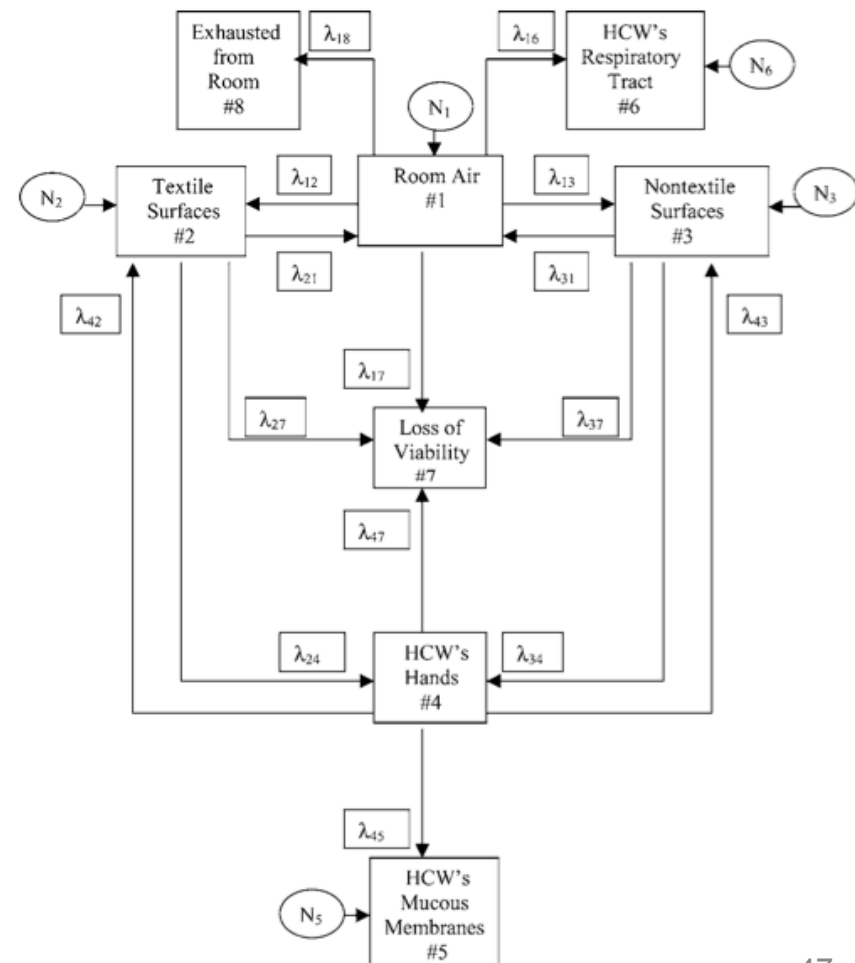 Exhausted
from
Room
#8
λ18
λ16
HCW's
Respiratory
Tract
#6
N6
N1
N2
Textile
Surfaces
#2
λ12
Room Air
#1
λ13
Nontextile
Surfaces
#3
N3
λ21
λ31
λ42
λ43
λ17
λ27
Loss of
Viability
#7
λ37
λ47
λ24
HCW's
Hands
#4
λ34
λ45
N5
HCW's
Mucous
Membranes
#5